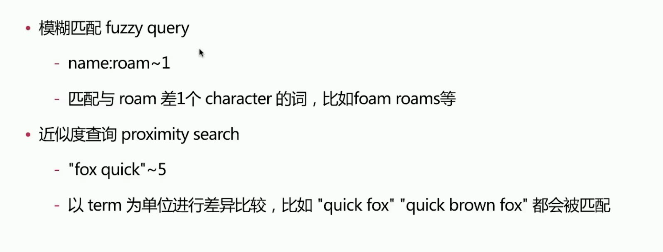 • 模糊匹配 fuzzy query
- name:roam~1
- 匹配与 roam 差1个 character 的词，比如foam roams等
• 近似度查询 proximity search
- "fox quick"~5
- 以 term 为单位进行差异比较，比如 "quick fox" "quick brown fox" 都会被匹配